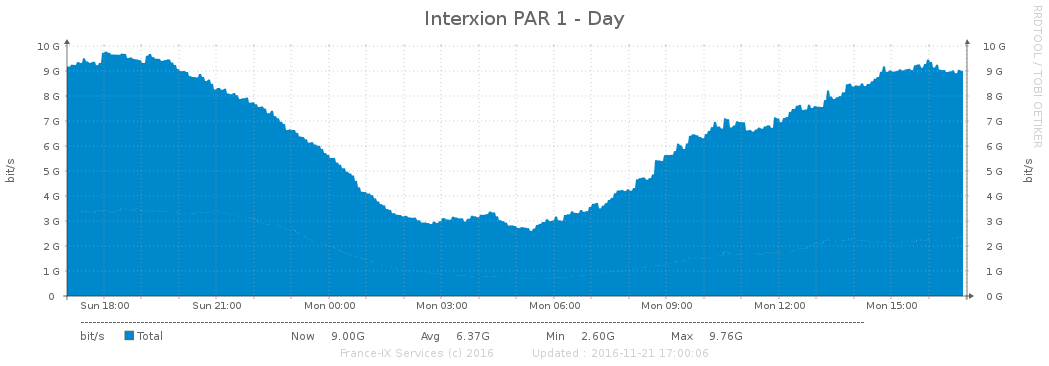 Interxion PAR 1 - Day
RRDTOOL / TOBI OETIKER
bit/s
10 G
9 G
8 G
7 G
6 G
5 G
4 G
3 G
2 G
1 G
0
10 G
9 G
8 G
7 G
6 G
5 G
4 G
3 G
2 G
1 G
0 G
bit/s
Sun 18:00 Sun 21:00 Mon 00:00 Mon 03:00 Mon 06:00 Mon 09:00 Mon 12:00 Mon 15:00
bit/s Total Now 9.00G Avg 6.37G Min 2.60G Max 9.76G
France-IX Services (c) 2016 Updated : 2016-11-21 17:00:06